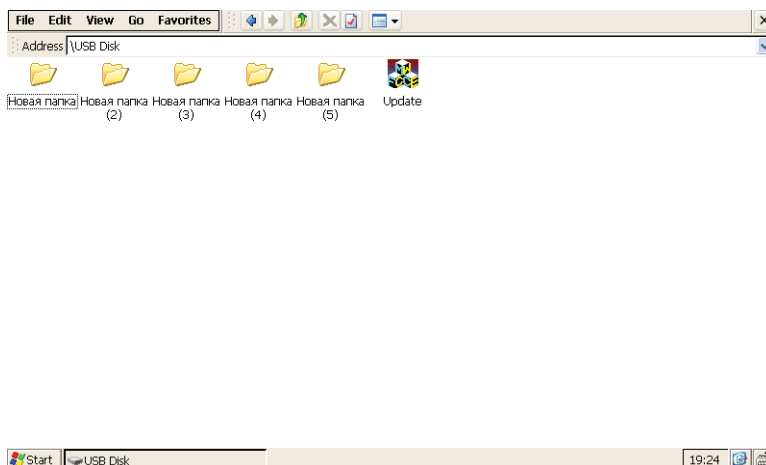 File Edit View Go Favorites
Address \USB Disk
Новая папка Новая папка Новая папка Новая папка Новая папка Update
(2) (3) (4) (5)
Start USB Disk 19:24